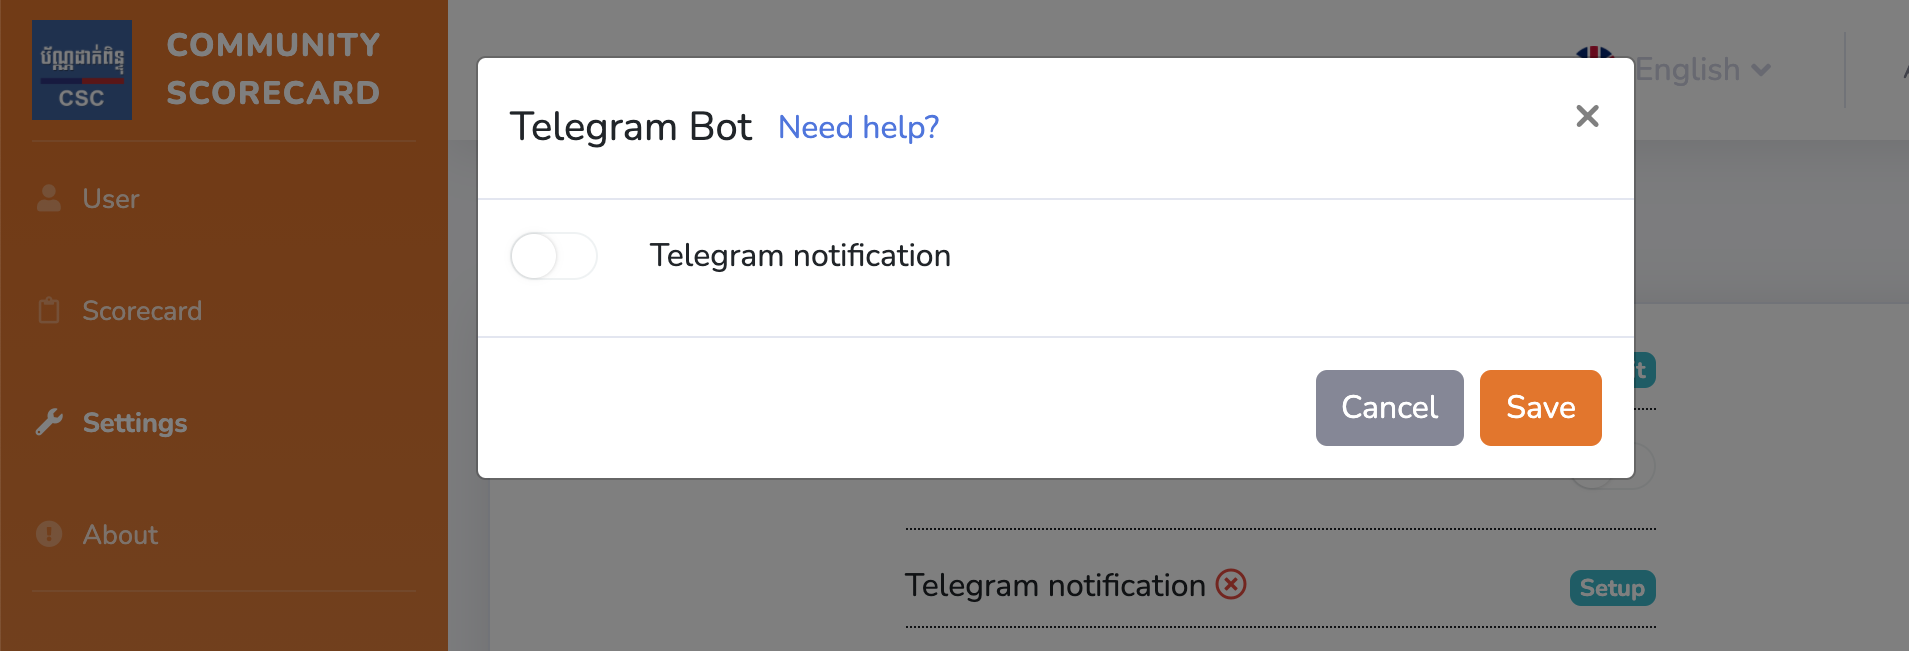 ប័ណ្ណដាក់ពិន្ទុ
CSC
COMMUNITY
SCORECARD
User
Scorecard
Settings
About
English
Telegram Bot Need help?
Telegram notification
Cancel Save
Telegram notification Setup